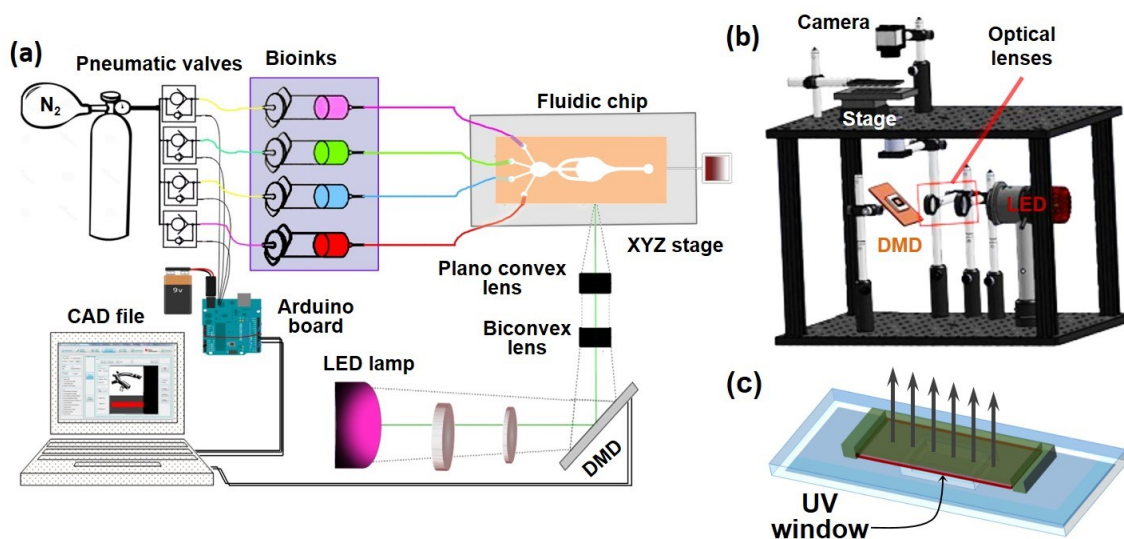 (a)
Pneumatic valves
Bioinks
N2
Fluidic chip
XYZ stage
Plano convex
lens
Biconvex
lens
9v
Arduino
board
CAD file
LED lamp
DMD
(b)
Camera
Optical
lenses
Stage
LED
DMD
(c)
UV
window